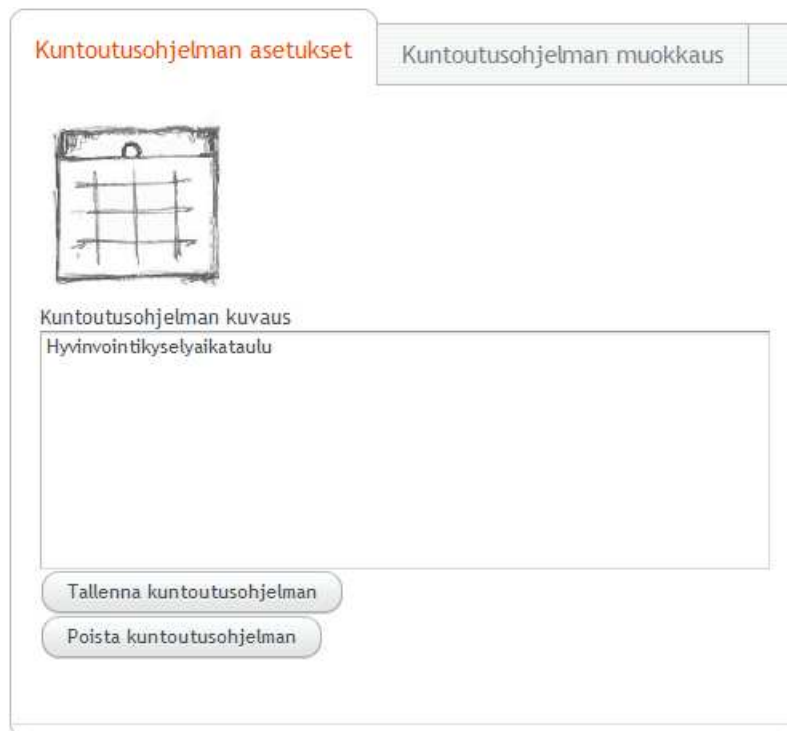 Kuntoutusohjelman asetukset
Kuntoutusohjelman muokkaus
Kuntoutusohjelman kuvaus
Hyvinvointikyselyaikataulu
Tallenna kuntoutusohjelman
Poista kuntoutusohjelman